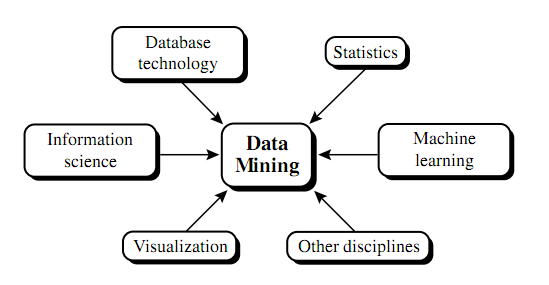 Database
technology
Statistics
Information
science
Data
Mining
Machine
learning
Visualization
Other disciplines